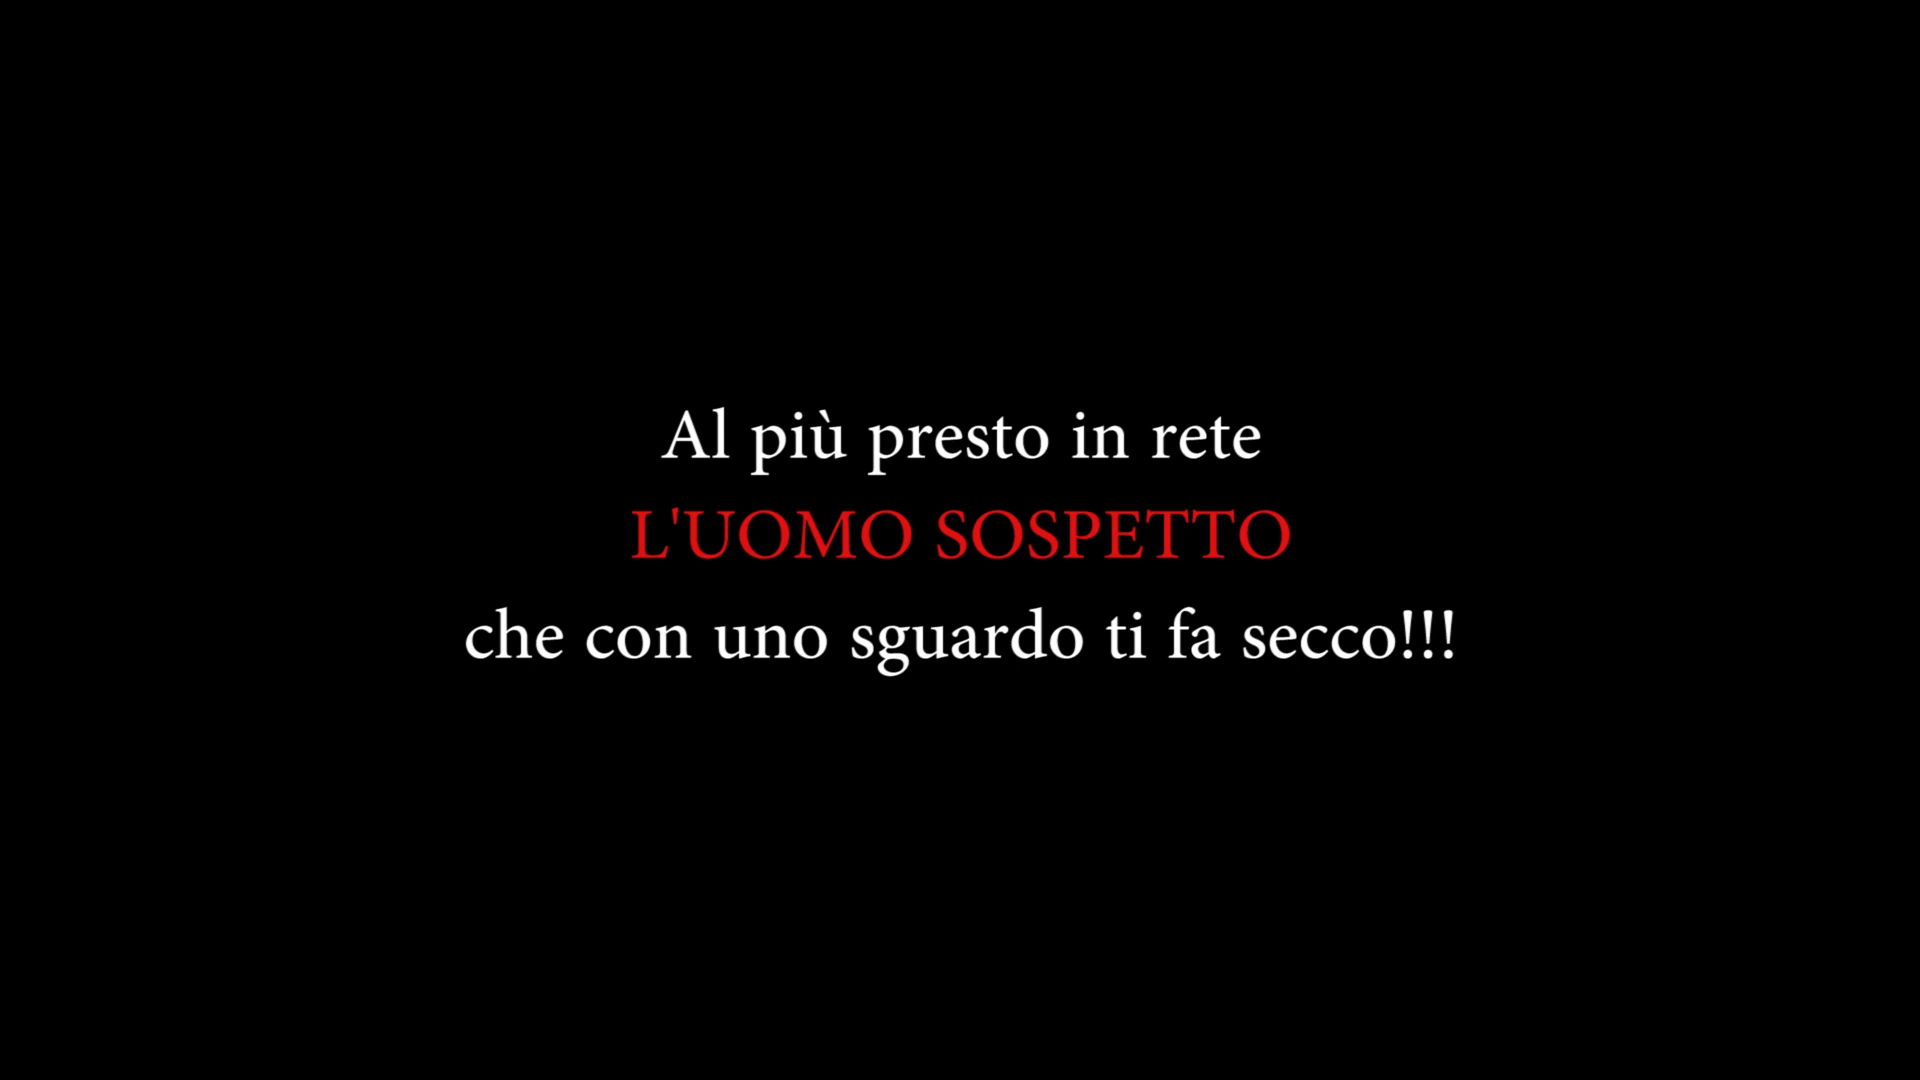 Al più presto in rete
L'UOMO SOSPETTO
che con uno sguardo ti fa secco!!!